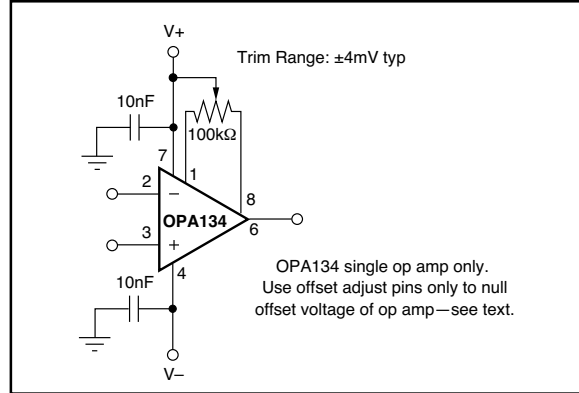 V+
Trim Range: ±4mV typ
10nF
100kΩ
7
1
2
–
8
OPA134
6
3
+
4
10nF
OPA134 single op amp only.
Use offset adjust pins only to null
offset voltage of op amp—see text.
V–